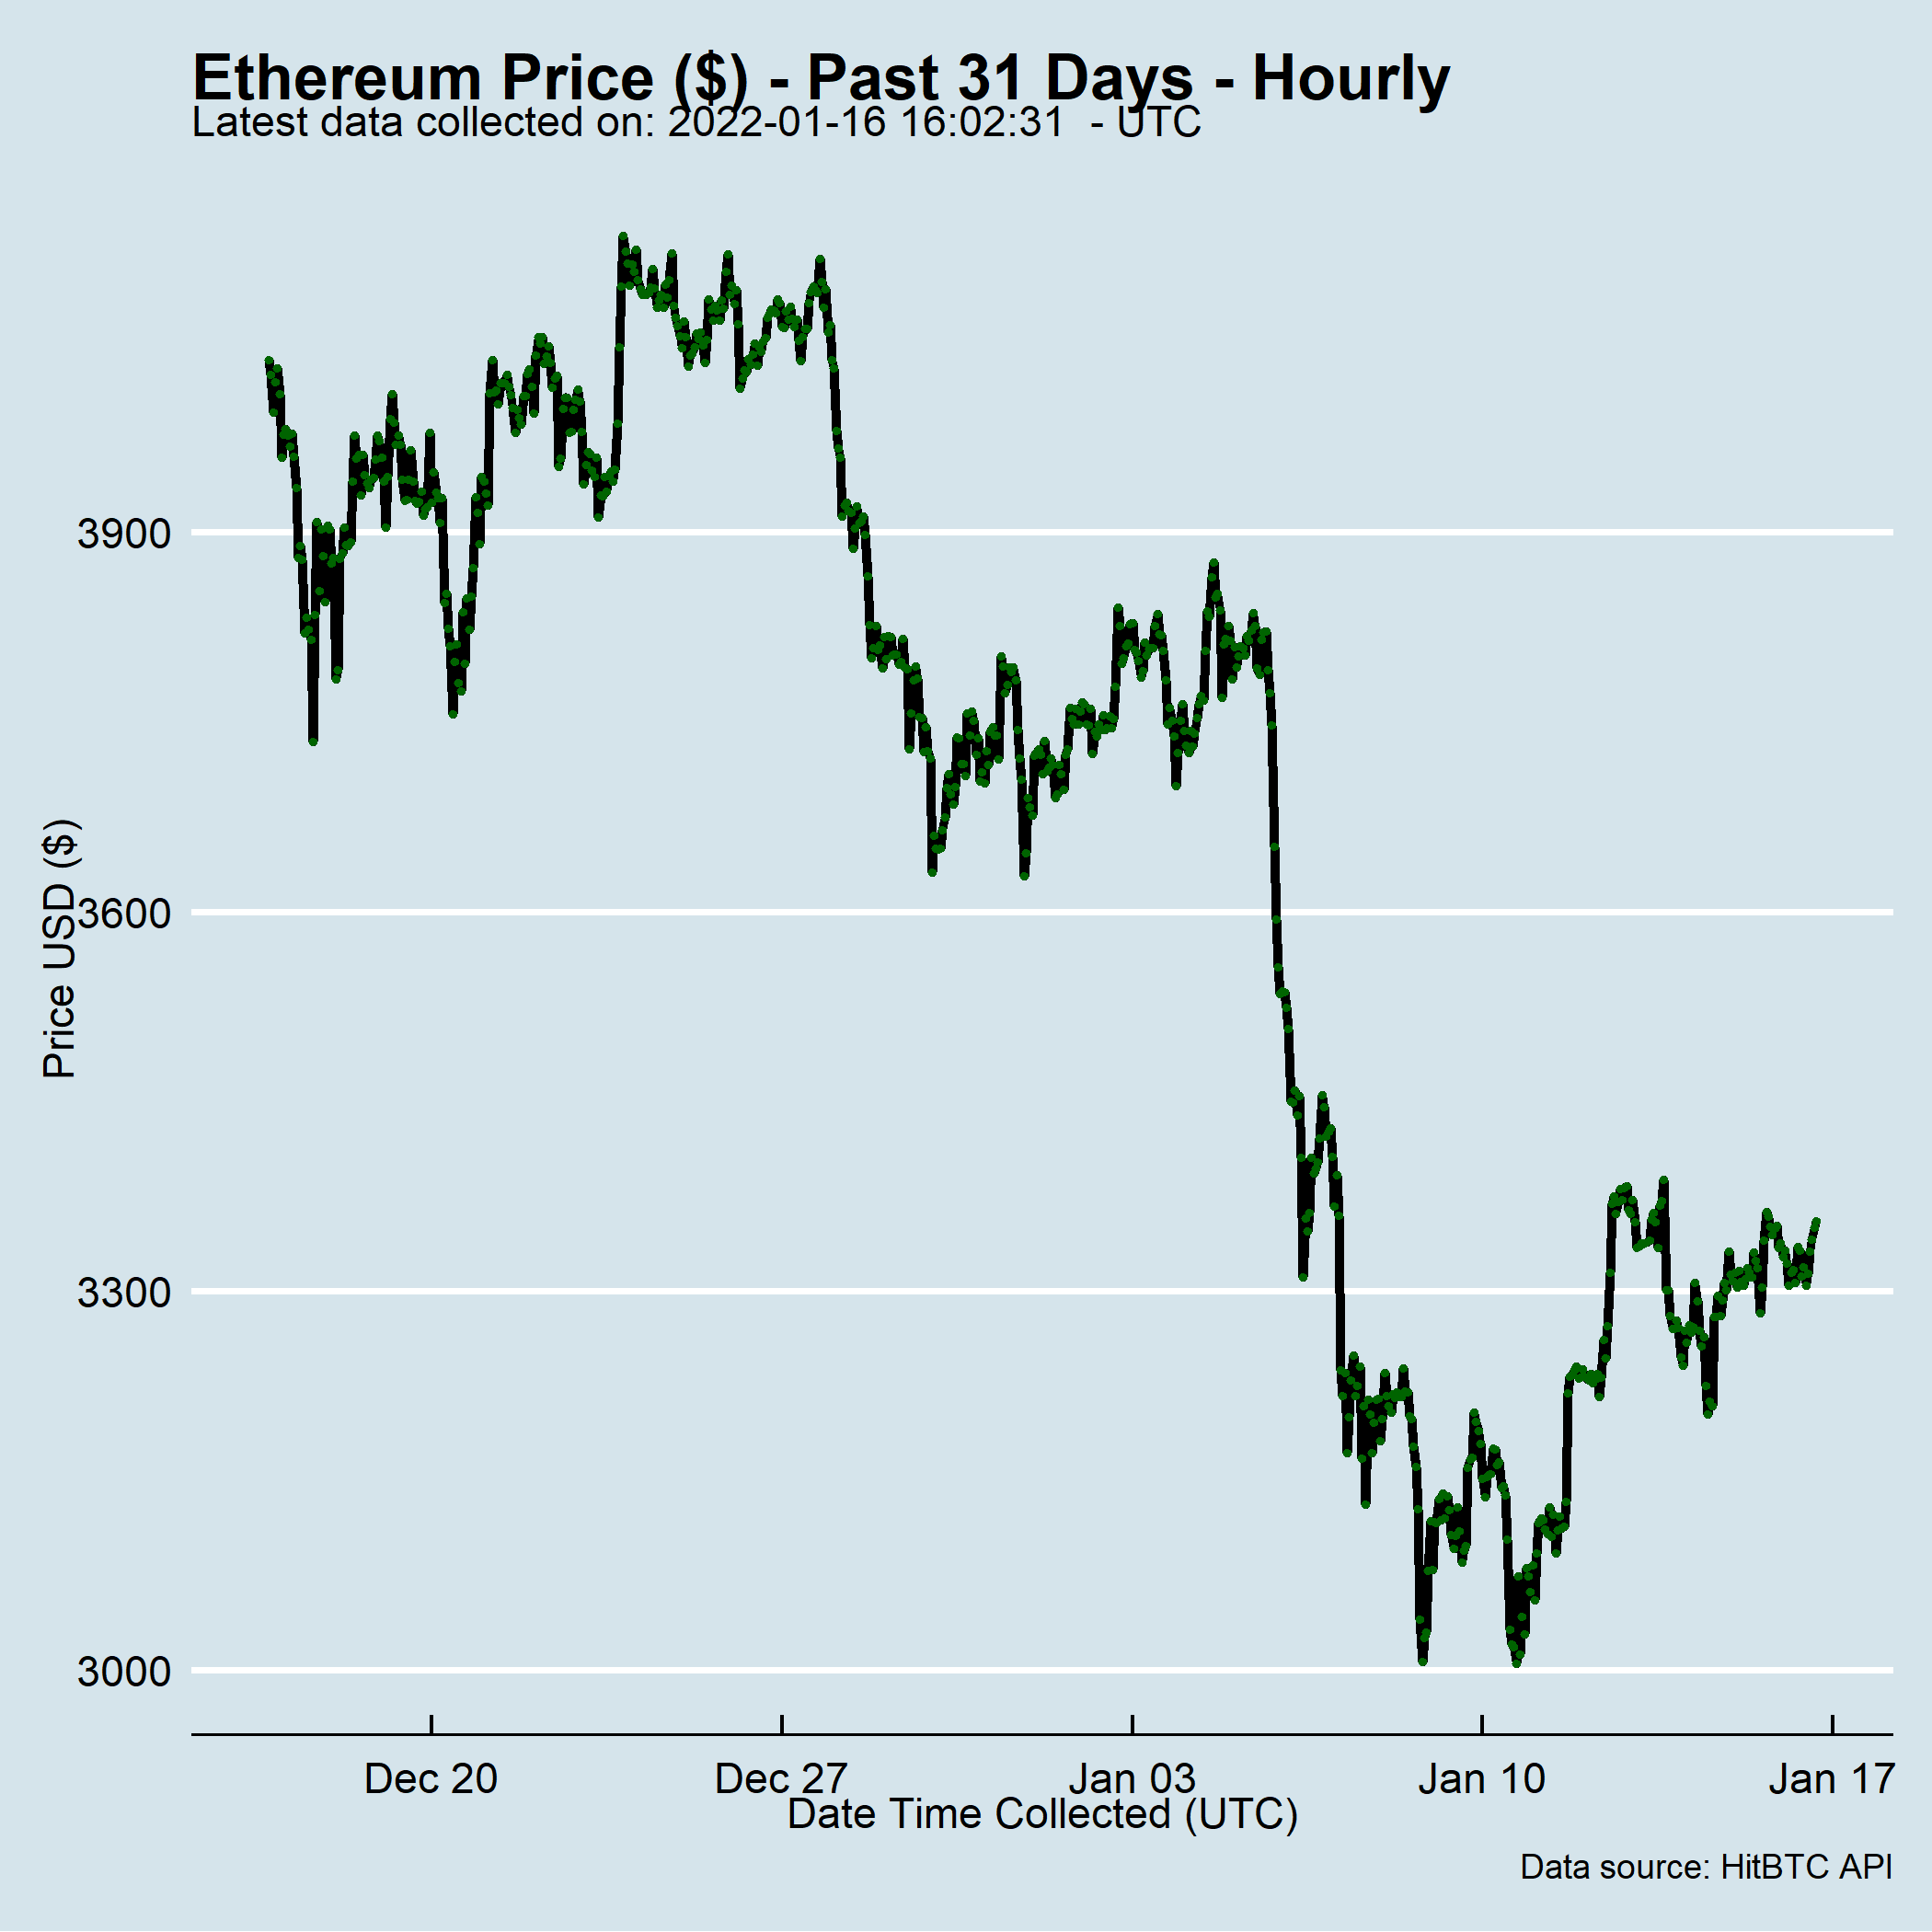 Ethereum Price ($) - Past 31 Days - Hourly
Latest data collected on: 2022-01-16 16:02:31  - UTC
Price USD ($)
3900
3600
3300
3000
Dec 20 Dec 27 Jan 03 Jan 10 Jan 17
Date Time Collected (UTC)
Data source: HitBTC API